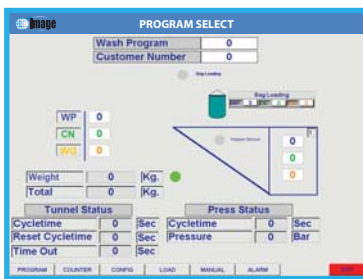 Image PROGRAM SELECT
Wash Program 0
Customer Number 0
Bag Loading
Bag Loading
WP 0
CN 0
WG 0
Hopper Sensor
0
0
0
Weight 0 Kg.
Total 0 Kg.
Tunnel Status Press Status
Cycletime 0 Sec Cycletime 0 Sec
Reset Cycletime 0 Sec Pressure 0 Bar
Time Out 0 Sec
PROGRAM COUNTER CONFIG LOAD MANUAL ALARM